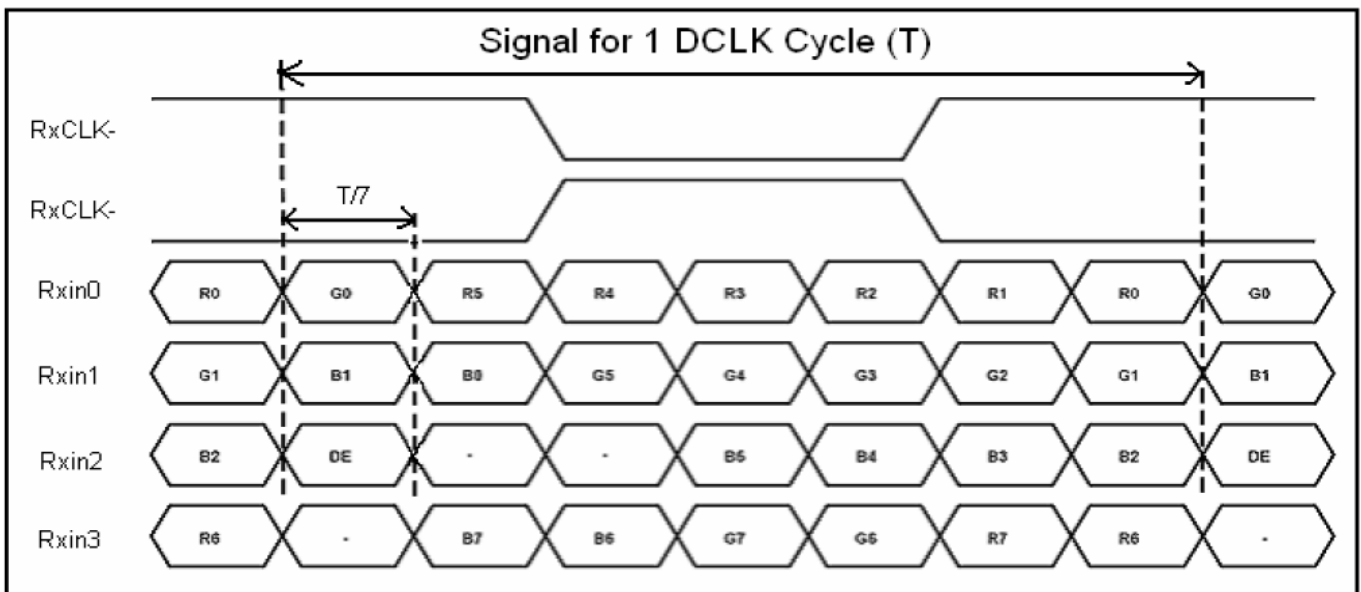 Signal for 1 DCLK Cycle (T)
RxCLK-
T/7
RxCLK-
Rxin0 R0 G0 R5 R4 R3 R2 R1 R0 G0
Rxin1 G1 B1 B0 G5 G4 G3 G2 G1 B1
Rxin2 B2 DE - - B5 B4 B3 B2 DE
Rxin3 R6 - B7 B6 G7 G6 R7 R6 -